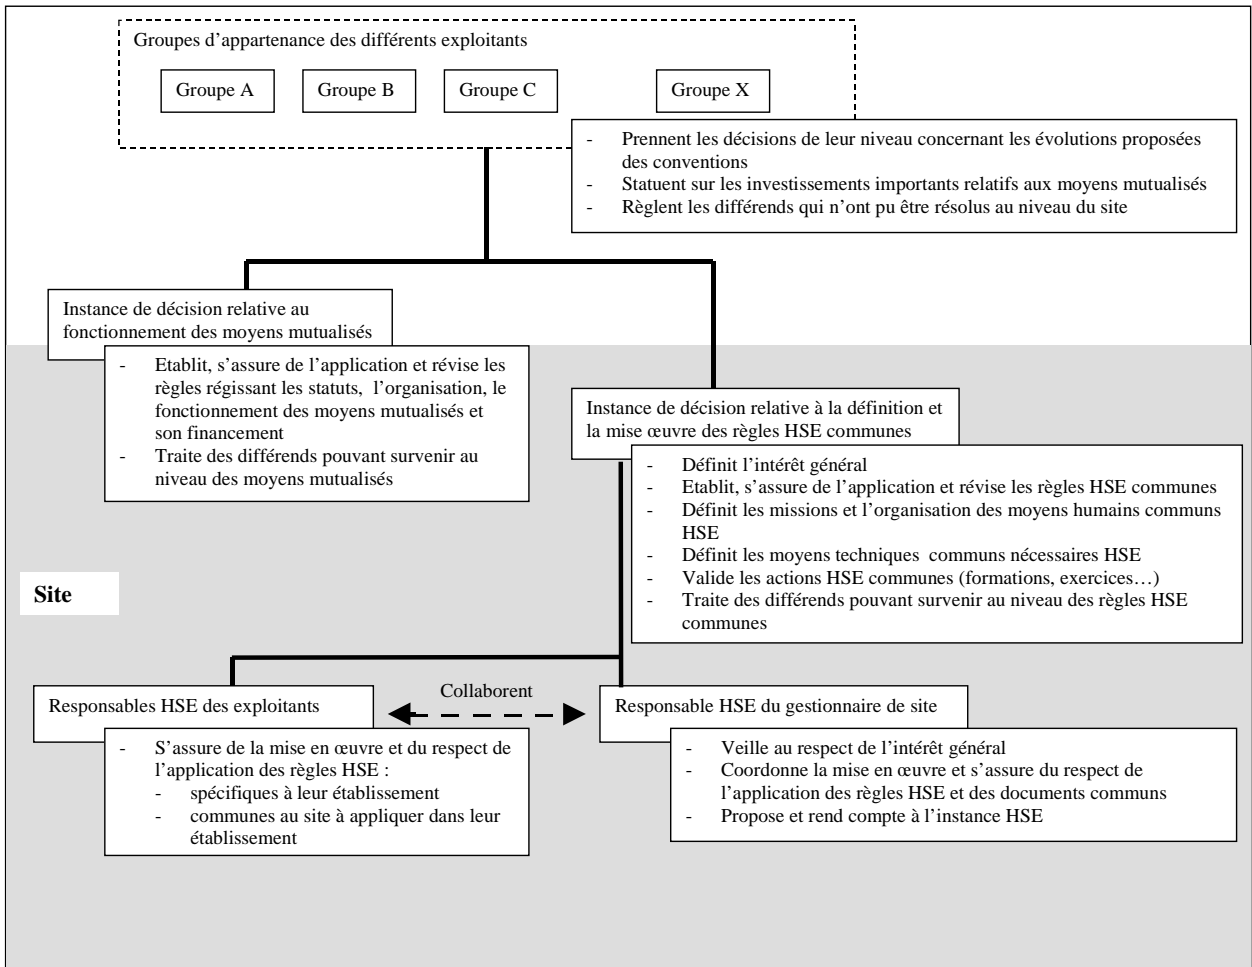 Groupes d’appartenance des différents exploitants
Groupe A
Groupe B
Groupe C
Groupe X
- Prennent les décisions de leur niveau concernant les évolutions proposées
des conventions
- Statuent sur les investissements importants relatifs aux moyens mutualisés
- Règlent les différends qui n’ont pu être résolus au niveau du site
Instance de décision relative au
fonctionnement des moyens mutualisés
- Etablit, s’assure de l’application et révise les
règles régissant les statuts, l’organisation, le
fonctionnement des moyens mutualisés et
son financement
- Traite des différends pouvant survenir au
niveau des moyens mutualisés
Instance de décision relative à la définition et
la mise œuvre des règles HSE communes
- Définit l’intérêt général
- Etablit, s’assure de l’application et révise les règles HSE communes
- Définit les missions et l’organisation des moyens humains communs
HSE
- Définit les moyens techniques communs nécessaires HSE
- Valide les actions HSE communes (formations, exercices…)
- Traite des différends pouvant survenir au niveau des règles HSE
communes
Site
Responsables HSE des exploitants
Collaborent
Responsable HSE du gestionnaire de site
- S’assure de la mise en œuvre et du respect de
l’application des règles HSE :
- spécifiques à leur établissement
- communes au site à appliquer dans leur
établissement
- Veille au respect de l’intérêt général
- Coordonne la mise en œuvre et s’assure du respect de
l’application des règles HSE et des documents communs
- Propose et rend compte à l’instance HSE